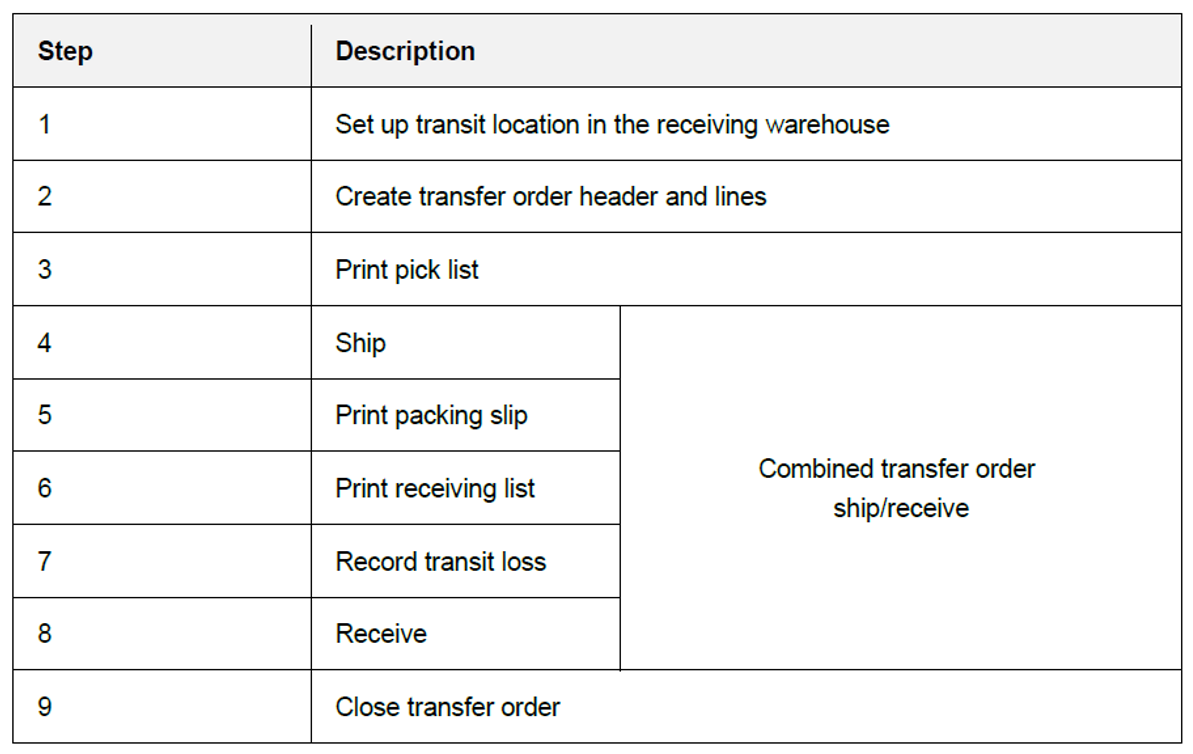 Step Description
1 Set up transit location in the receiving warehouse
2 Create transfer order header and lines
3 Print pick list
4 Ship
5 Print packing slip
6 Print receiving list
7 Record transit loss
8 Receive
Combined transfer order
ship/receive
9 Close transfer order